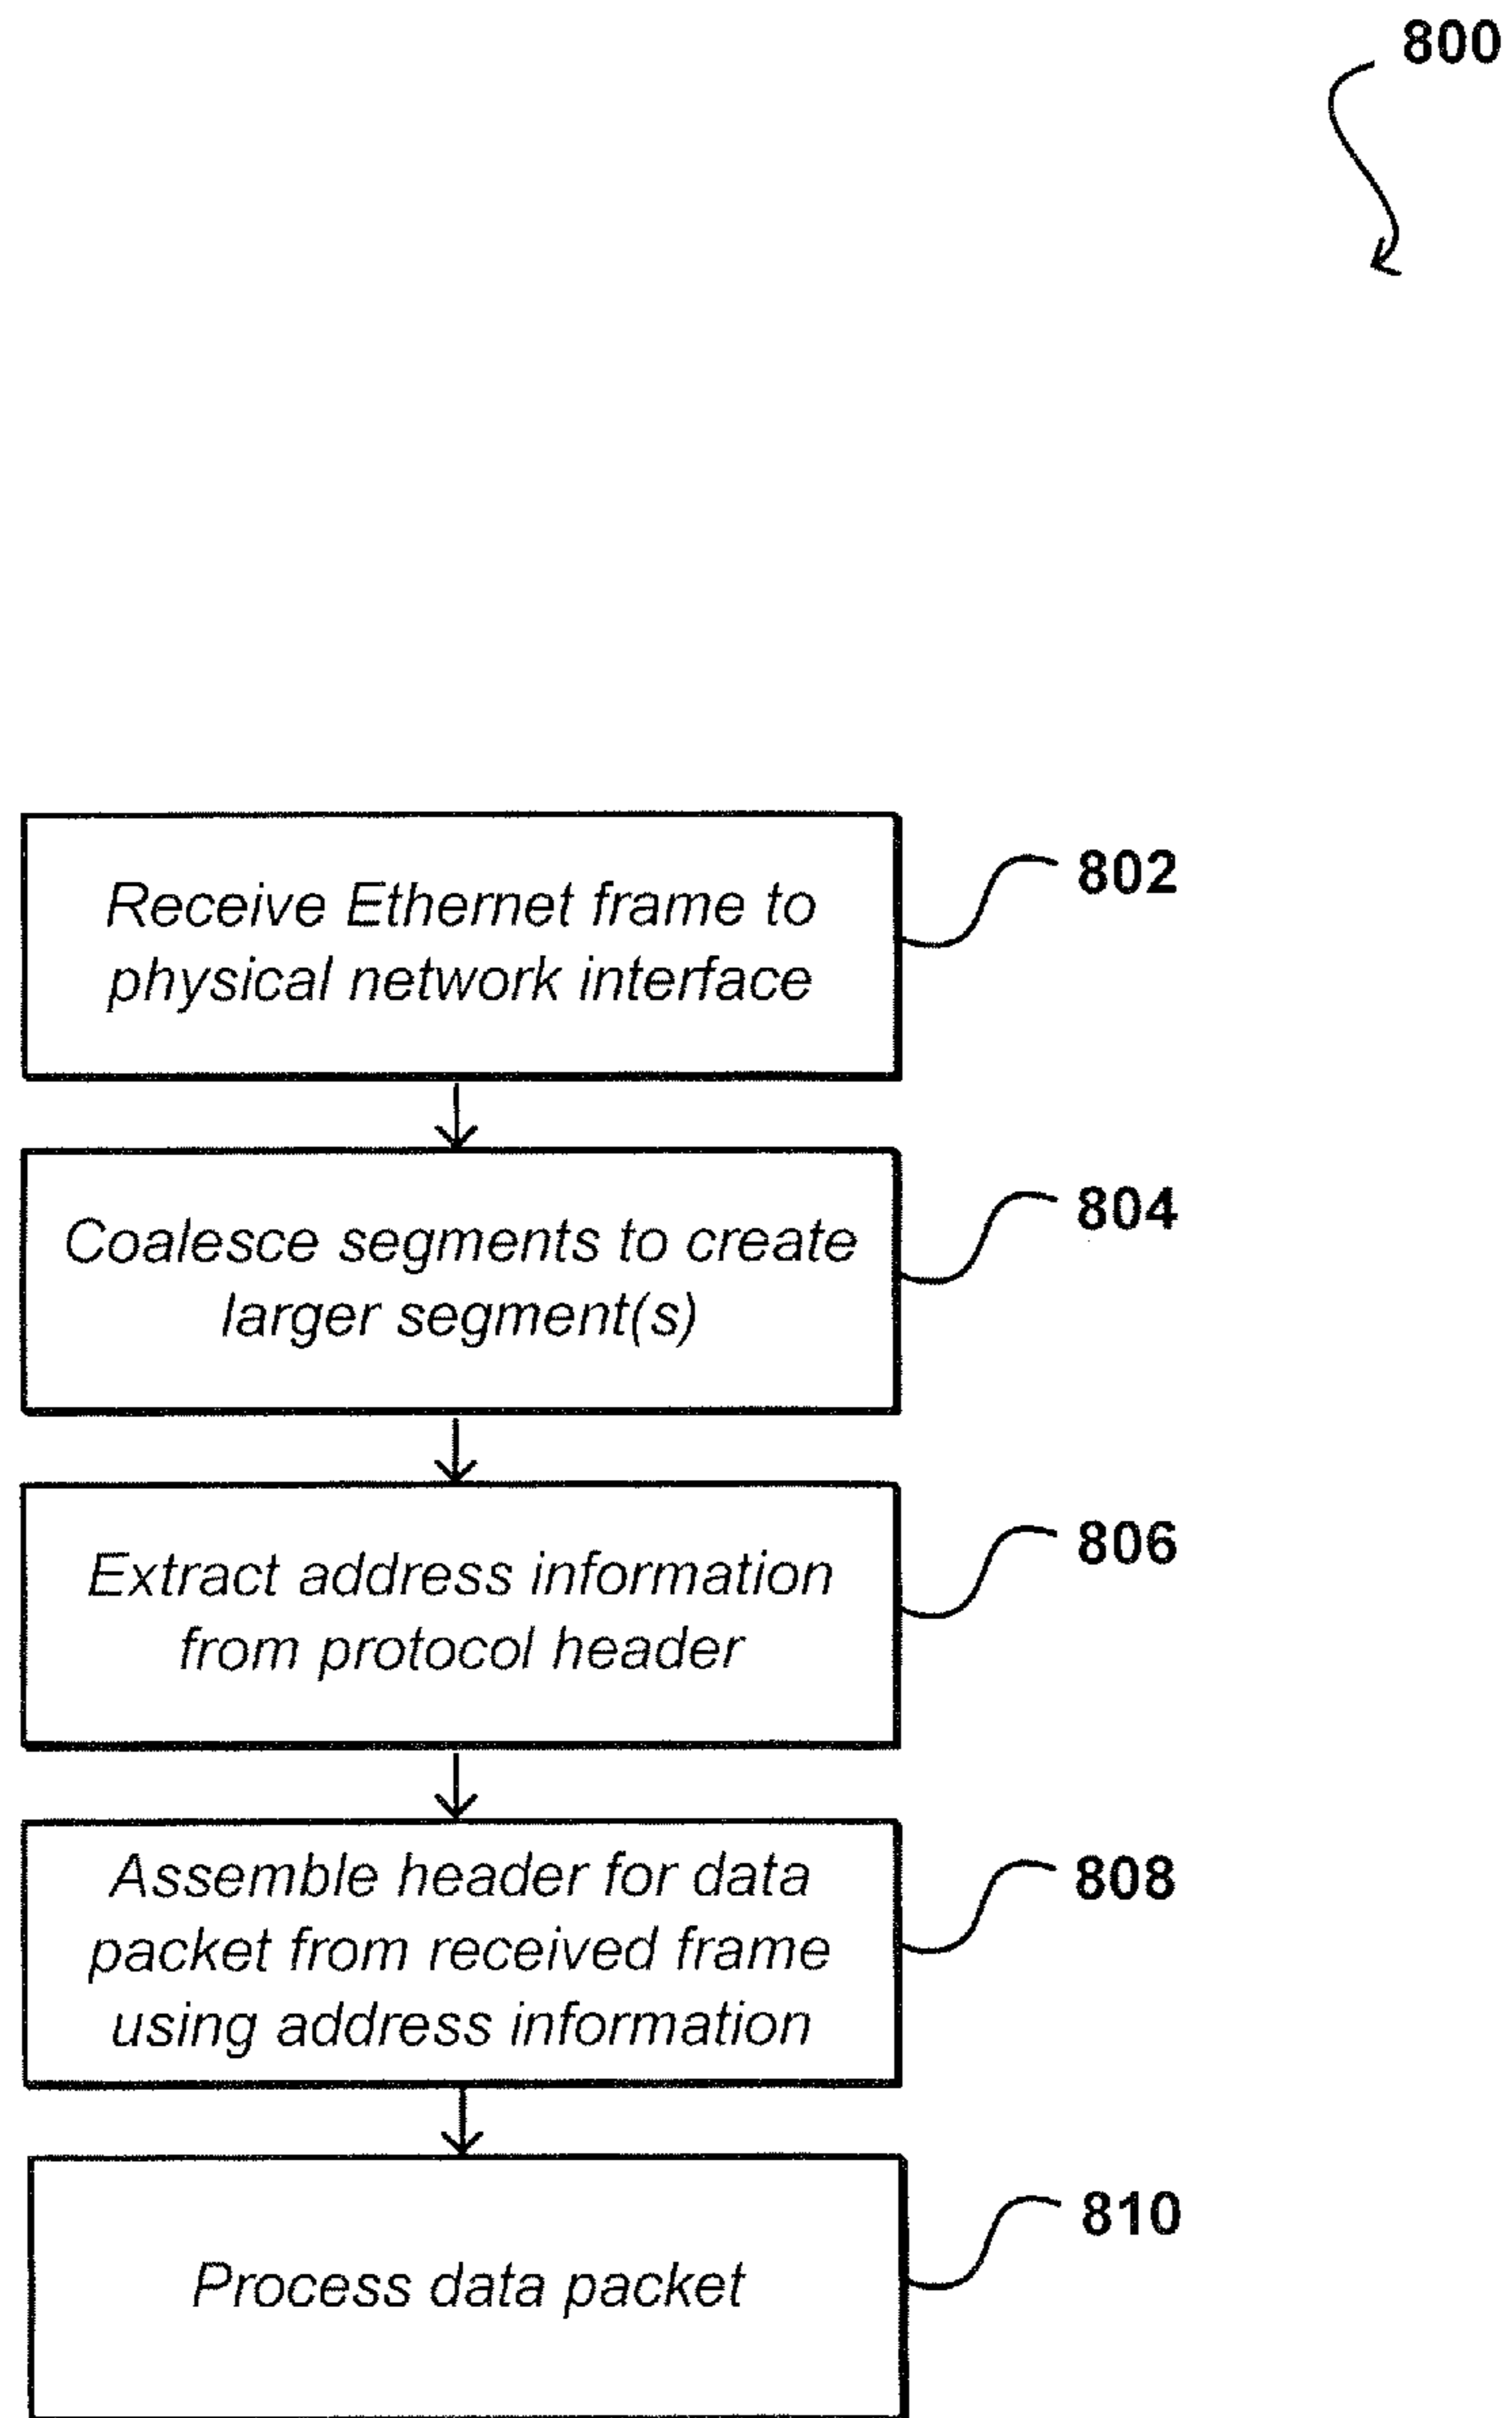 800
Receive Ethernet frame to
physical network interface
802
Coalesce segments to create
larger segment(s)
804
Extract address information
from protocol header
806
Assemble header for data
packet from received frame
using address information
808
Process data packet
810